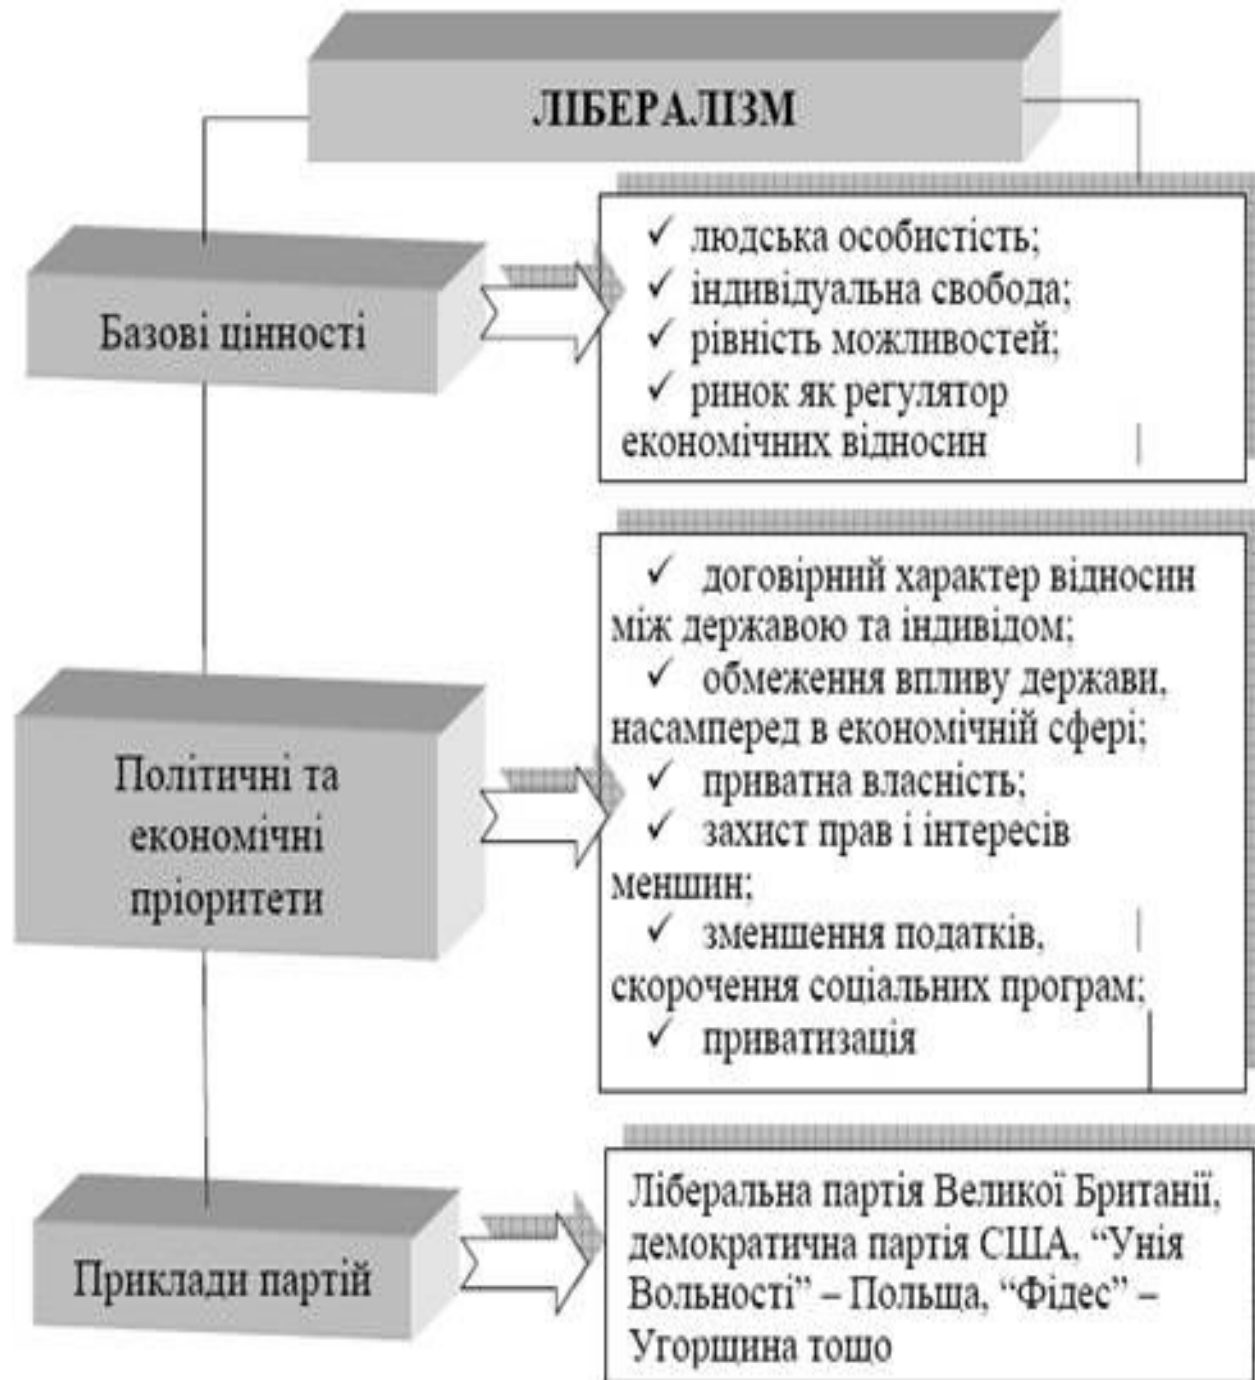 ЛІБЕРАЛІЗМ
Базові цінності
✓ людська особистість;
✓ індивідуальна свобода;
✓ рівність можливостей;
✓ ринок як регулятор
економічних відносин
Політичні та
економічні
пріоритети
✓ договірний характер відносин
між державою та індивідом;
✓ обмеження впливу держави,
насамперед в економічній сфері;
✓ приватна власність;
✓ захист прав і інтересів
меншин;
✓ зменшення податків,
скорочення соціальних програм;
✓ приватизація
Приклади партій
Ліберальна партія Великої Британії,
демократична партія США, “Унія
Вольності” – Польща, “Фідес” –
Угорщина тощо